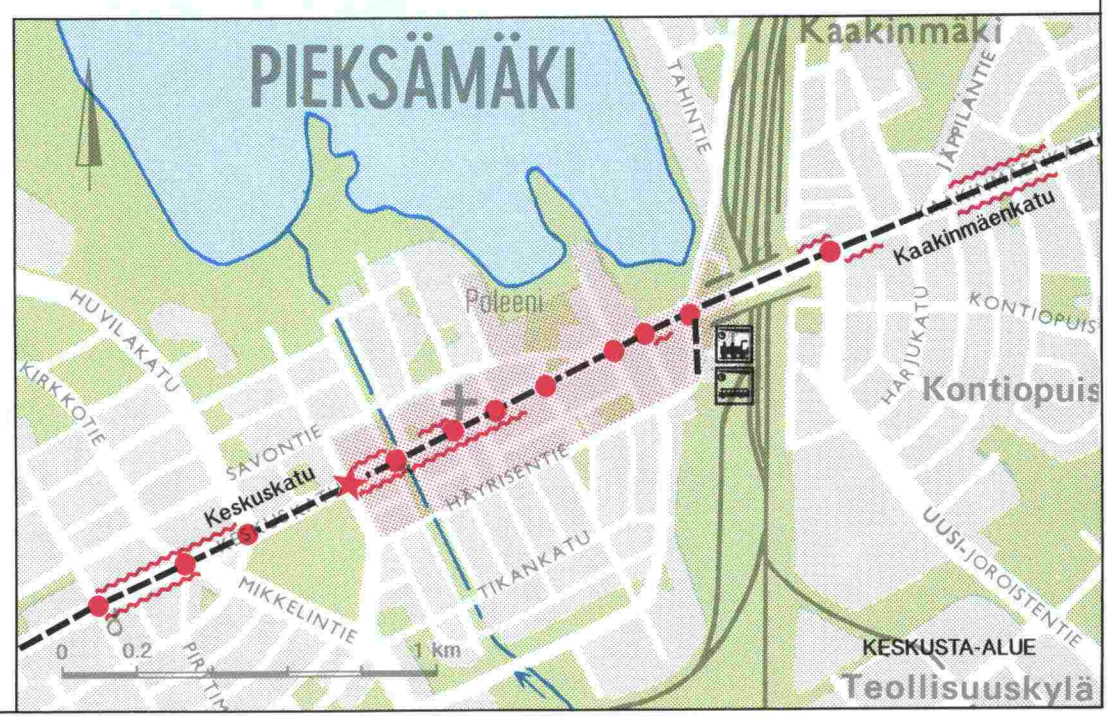 Kaakinmäki
PIEKSÄMÄKI
TAHINTIE
JÄPPILÄNTIE
Kaakinmäenkatu
Poleeni
HUVILAKATU
KONTIOPUIS
HARJUKATU
KIRKKOTIE
Kontiopuis
SAVONTIE
Keskuskatu
HÄYRISENTIE
TIKANKATU
UUSI-JOROISTENTIE
MIKKELINTIE
KESKUSTA-ALUE
0 0.2 1 km
Teollisuuskylä